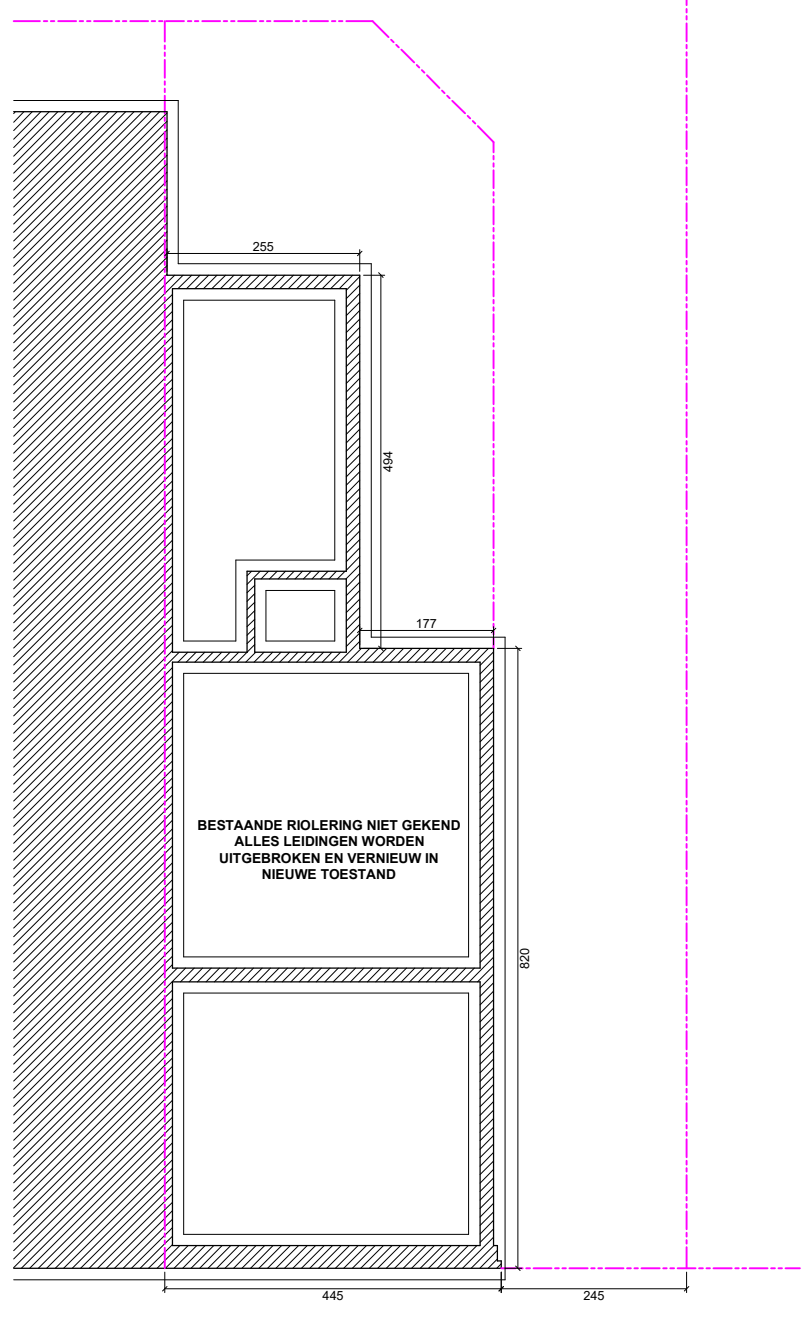 255
494
177
BESTAANDE RIOLERING NIET GEKEND
ALLES LEIDINGEN WORDEN
UITGEBROKEN EN VERNIEUW IN
NIEUWE TOESTAND
820
445
245